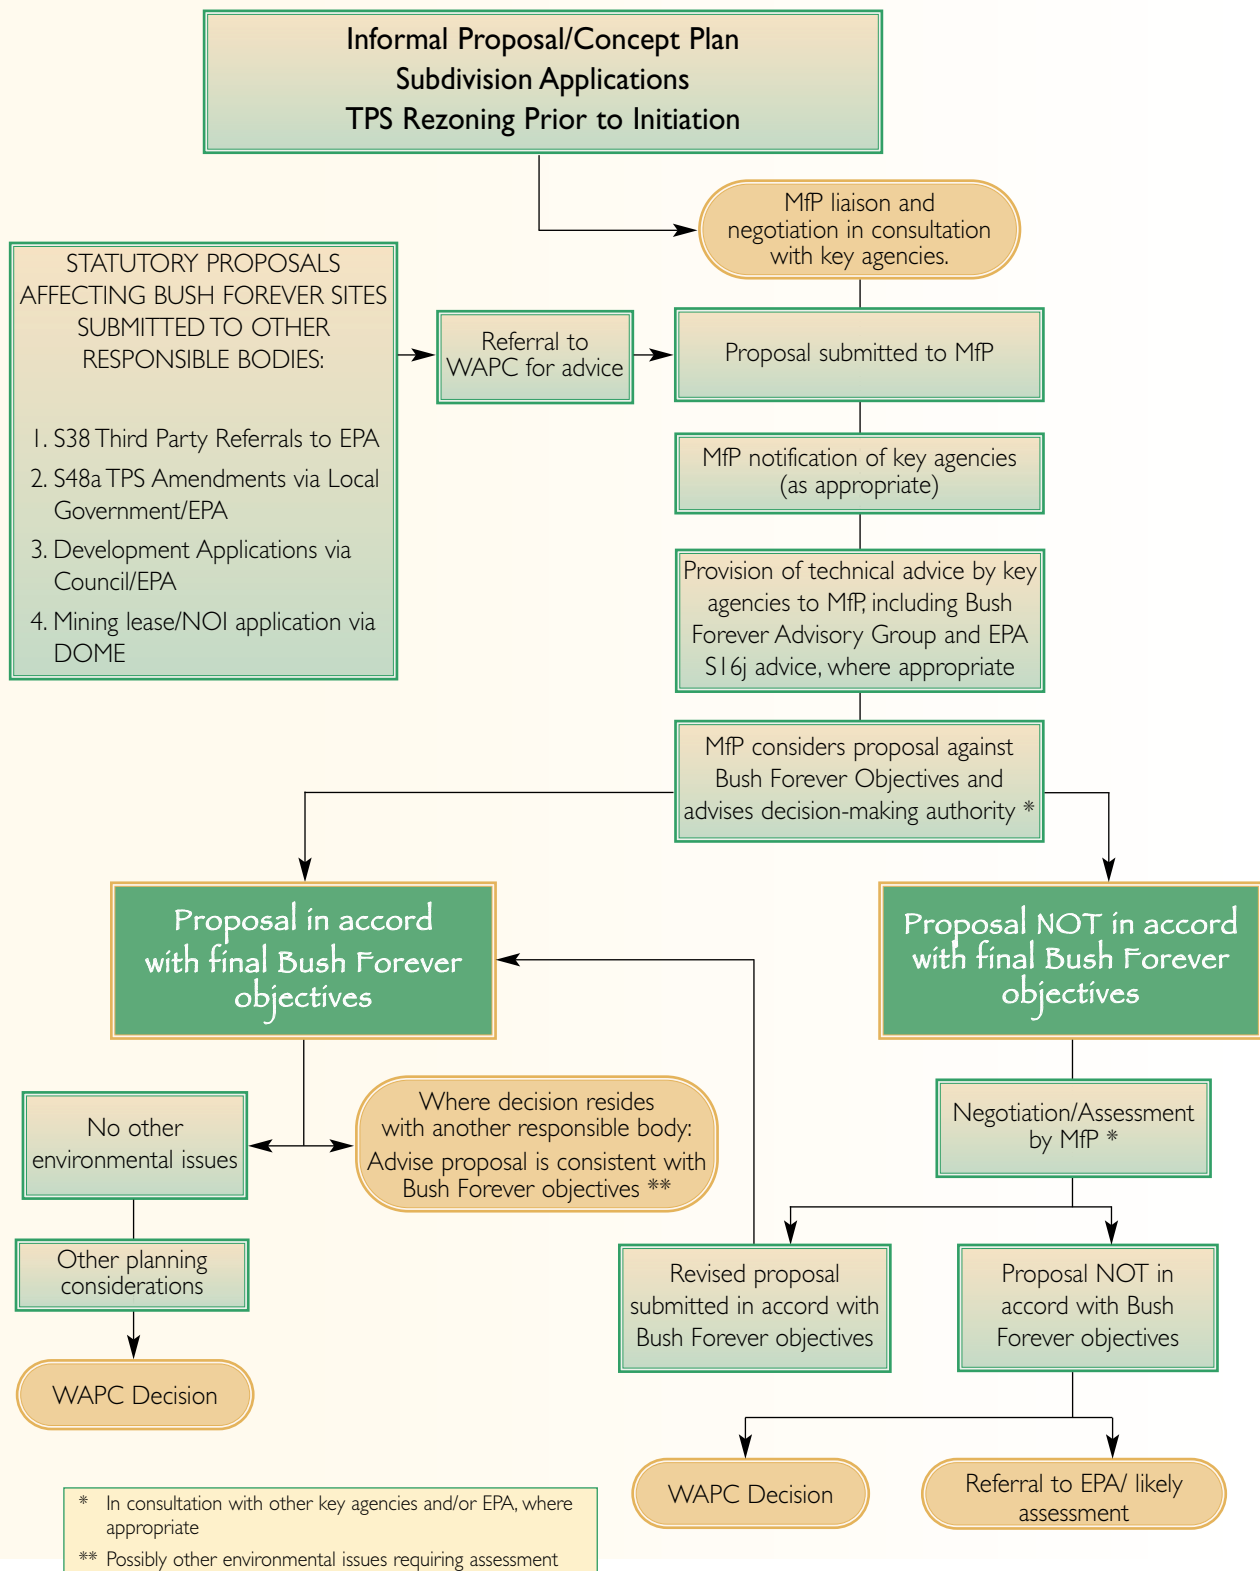 Informal Proposal/Concept Plan
Subdivision Applications
TPS Rezoning Prior to Initiation
MfP liaison and
negotiation in consultation
with key agencies.
STATUTORY PROPOSALS
AFFECTING BUSH FOREVER SITES
SUBMITTED TO OTHER
RESPONSIBLE BODIES:
1. S38 Third Party Referrals to EPA
2. S48a TPS Amendments via Local
Government/EPA
3. Development Applications via
Council/EPA
4. Mining lease/NOI application via
DOME
Referral to
WAPC for advice
Proposal submitted to MfP
MfP notification of key agencies
(as appropriate)
Provision of technical advice by key
agencies to MfP, including Bush
Forever Advisory Group and EPA
S16j advice, where appropriate
MfP considers proposal against
Bush Forever Objectives and
advises decision-making authority *
Proposal in accord
with final Bush Forever
objectives
Proposal NOT in accord
with final Bush Forever
objectives
No other
environmental issues
Where decision resides
with another responsible body:
Advise proposal is consistent with
Bush Forever objectives **
Negotiation/Assessment
by MfP *
Other planning
considerations
Revised proposal
submitted in accord with
Bush Forever objectives
Proposal NOT in
accord with Bush
Forever objectives
WAPC Decision
WAPC Decision
Referral to EPA/ likely
assessment
* In consultation with other key agencies and/or EPA, where
appropriate
** Possibly other environmental issues requiring assessment